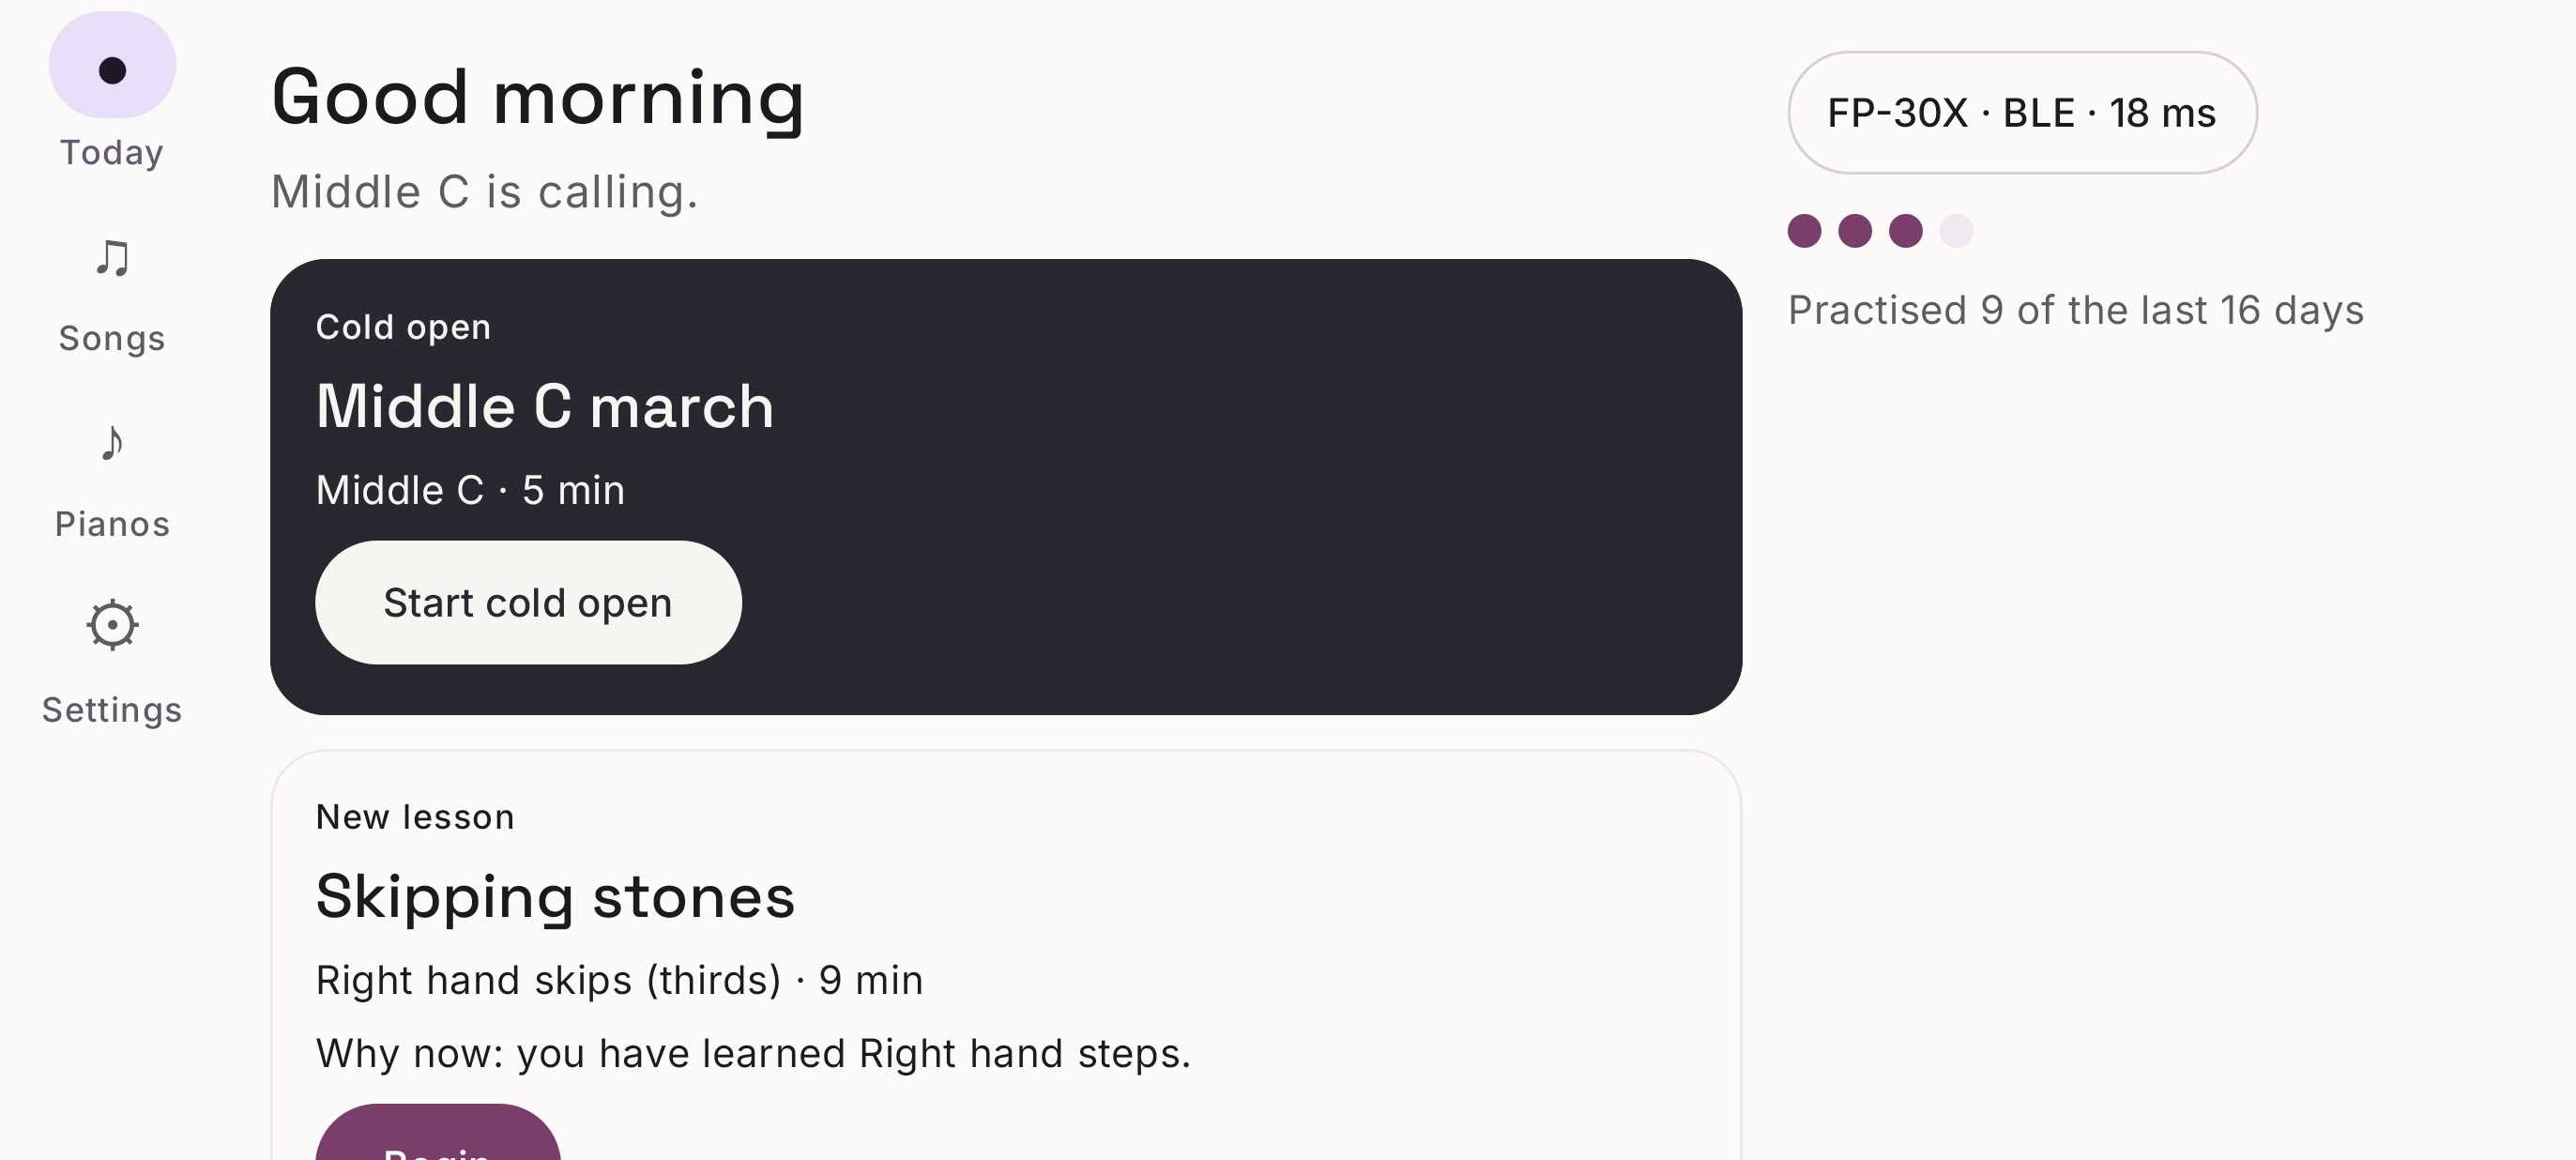 Today
Songs
Pianos
Settings
Good morning
Middle C is calling.
Cold open
Middle C march
Middle C · 5 min
Start cold open
New lesson
Skipping stones
Right hand skips (thirds) · 9 min
Why now: you have learned Right hand steps.
Begin
FP-30X · BLE · 18 ms
Practised 9 of the last 16 days